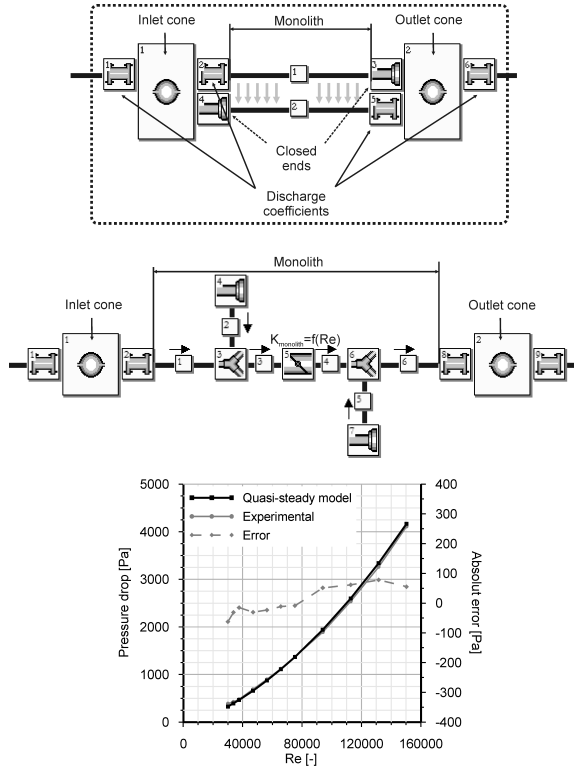 Inlet cone
Monolith
Outlet cone
1
2
1
2
1
3
6
4
2
5
Closed
ends
Discharge
coefficients
Monolith
Inlet cone
Outlet cone
4
2
K monolith=f(Re)
1
1
2
1
3
3
5
4
6
6
8
2
9
5
7
5000
4000
3000
2000
1000
0
Pressure drop [Pa]
Quasi-steady model
Experimental
Error
400
300
200
100
0
-100
-200
-300
-400
Absolut error [Pa]
0 40000 80000 120000 160000
Re [-]